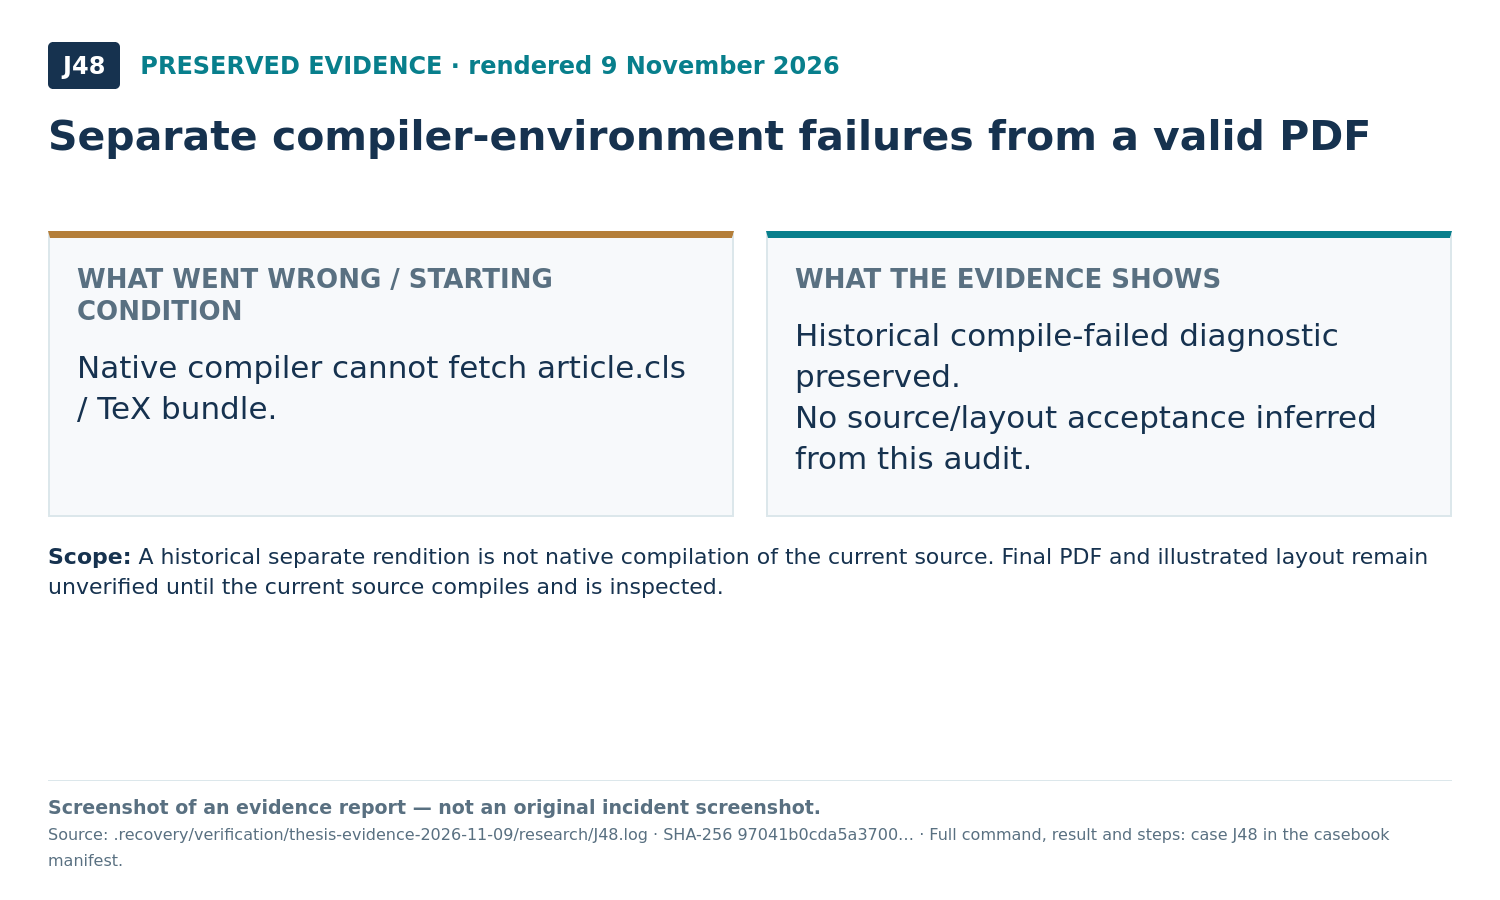 J48 PRESERVED EVIDENCE · rendered 9 November 2026
Separate compiler-environment failures from a valid PDF
WHAT WENT WRONG / STARTING
CONDITION
Native compiler cannot fetch article.cls
/ TeX bundle.
WHAT THE EVIDENCE SHOWS
Historical compile-failed diagnostic
preserved.
No source/layout acceptance inferred
from this audit.
Scope: A historical separate rendition is not native compilation of the current source. Final PDF and illustrated layout remain
unverified until the current source compiles and is inspected.
Screenshot of an evidence report — not an original incident screenshot.
Source: .recovery/verification/thesis-evidence-2026-11-09/research/J48.log · SHA-256 97041b0cda5a3700… · Full command, result and steps: case J48 in the casebook
manifest.